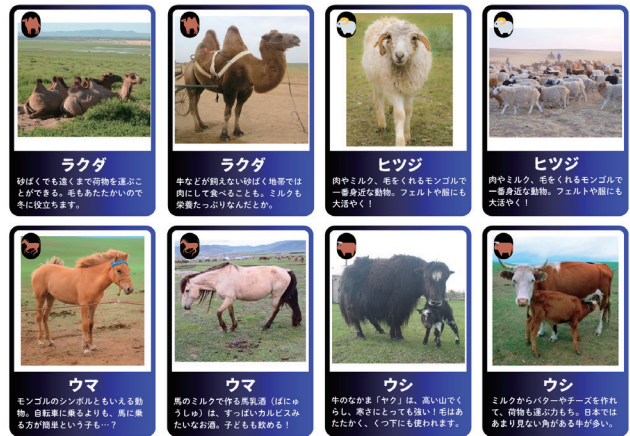 ラクダ
砂ばくでも遠くまで荷物を運ぶこ
とができる。毛もあたたかいので
冬に役立ちます。
ラクダ
牛などが飼えない砂ばく地帯では
肉にして食べることも。ミルクも
栄養たっぷりなんだとか。
ヒツジ
肉やミルク、毛をくれるモンゴルで
一番身近な動物。フェルトや服にも
大活やく！
ヒツジ
肉やミルク、毛をくれるモンゴルで
一番身近な動物。フェルトや服にも
大活やく！
ウマ
モンゴルのシンボルともいえる動
物。自転車に乗るよりも、馬に乗
る方が簡単という子も…？
ウマ
馬のミルクで作る馬乳酒（ばにゅ
うしゅ）は、すっぱいカルピスみ
たいなお酒。子どもも飲める！
ウシ
牛のなかま「ヤク」は、高い山でく
らし、寒さにとっても強い！毛はあ
たたかく、くつ下にも使われます。
ウシ
ミルクからバターやチーズを作れ
て、荷物も運ぶ力もち。日本では
あまり見ない角がある牛が多い。